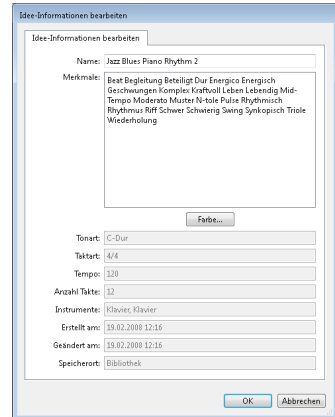 Idee-Informationen bearbeiten
Idee-Informationen bearbeiten
Name: Jazz Blues Piano Rhythm 2
Merkmale: Beat Begleitung Beteiligt Dur Energico Energisch
Geschwungen Komplex Kraftvoll Leben Lebendig Mid-
Tempo Moderato Muster N-tole Pulse Rhythmisch
Rhythmus Riff Schwer Schwierig Swing Synkopisch Triole
Wiederholung
Farbe...
Tonart: C-Dur
Taktart: 4/4
Tempo: 120
Anzahl Takte: 12
Instrumente: Klavier, Klavier
Erstellt am: 19.02.2008 12:16
Geändert am: 19.02.2008 12:16
Speicherort: Bibliothek
OK Abbrechen